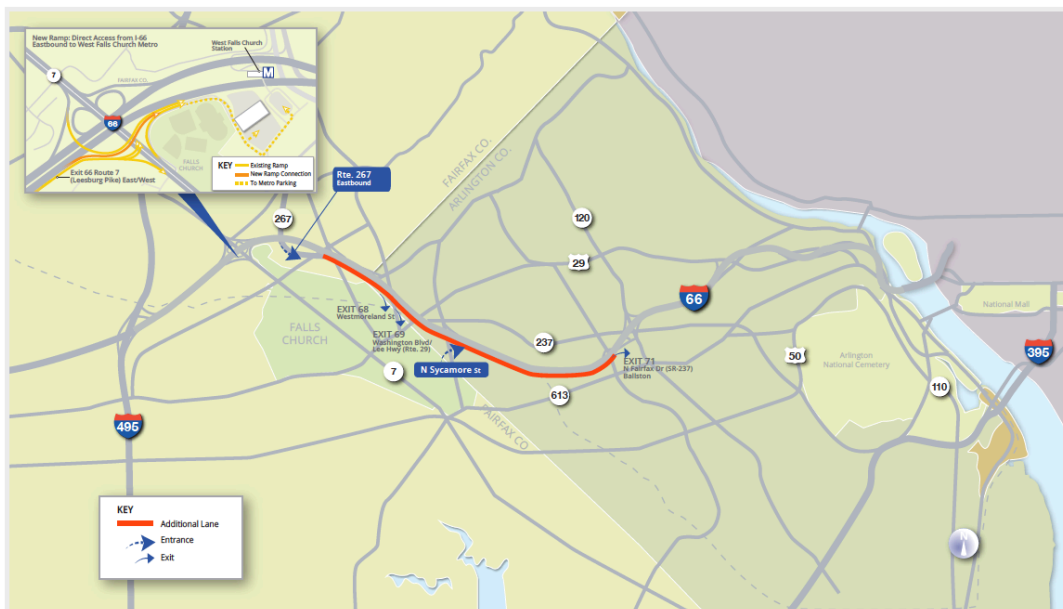 New Ramp: Direct Access from I-66
Eastbound to West Falls Church Metro
West Falls Church
Station
M
7
FAIRFAX CO.
66
FALLS
CHURCH
Exit 66 Route 7
(Leesburg Pike) East/West
KEY
Existing Ramp
New Ramp Connection
To Metro Parking
Rte. 267
Eastbound
267
FAIRFAX CO.
ARLINGTON CO.
120
29
66
National Mall
EXIT 68
Westmoreland St
EXIT 69
Washington Blvd/
Lee Hwy (Rte. 29)
FALLS
CHURCH
237
N Sycamore St
EXIT 71
N Fairfax Dr (SR-237)
Ballston
50
Arlington
National Cemetery
395
7
613
110
FAIRFAX CO
495
KEY
Additional Lane
Entrance
Exit
N